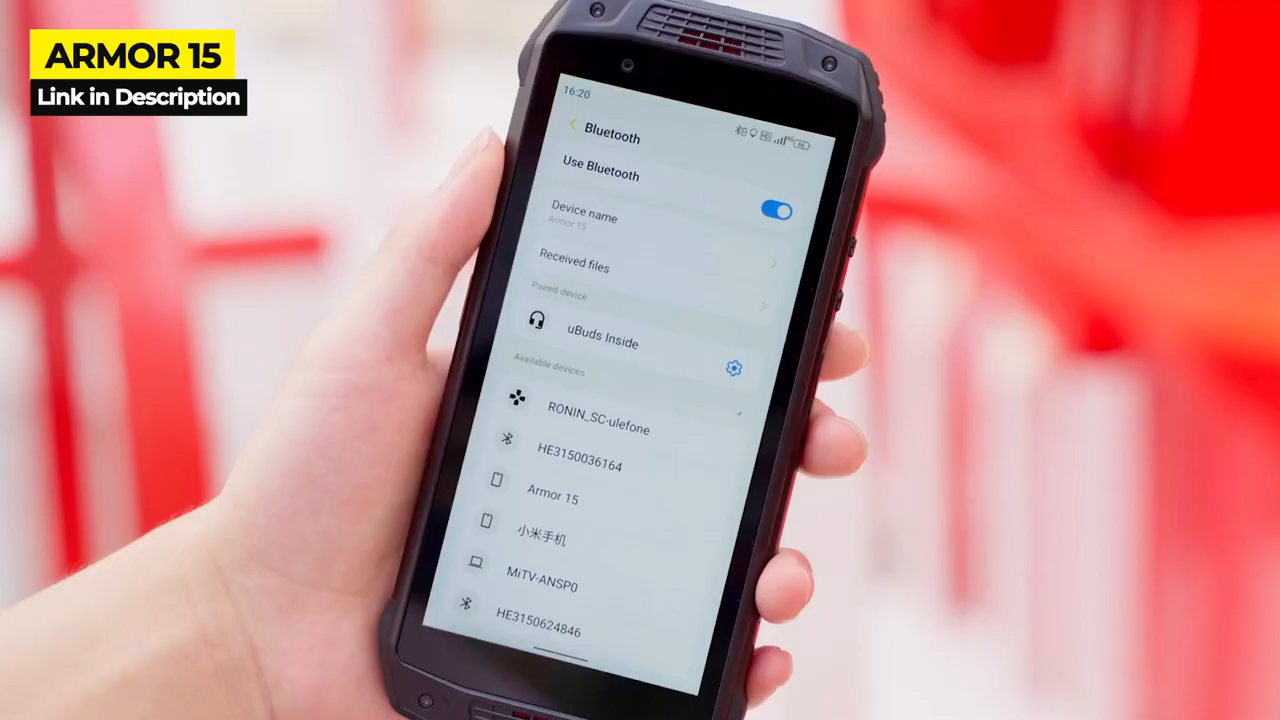 ARMOR 15
Link in Description
16:20
Bluetooth
Use Bluetooth
Device name
Armor 15
Received files
Paired device
uBuds Inside
Available devices
RONIN_SC-ulefone
HE3150036164
Armor 15
小米手机
MiTV-ANSP0
HE3150624846